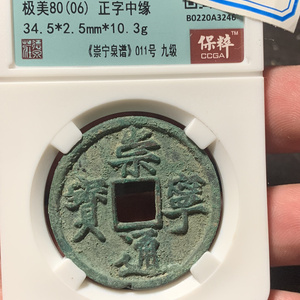 极美80(06) 正字中缘
34.5*2.5mm*10.3g
《崇宁泉谱》011号 九级
B0220A3246
保粹
CCGA
崇
寶 寧
通